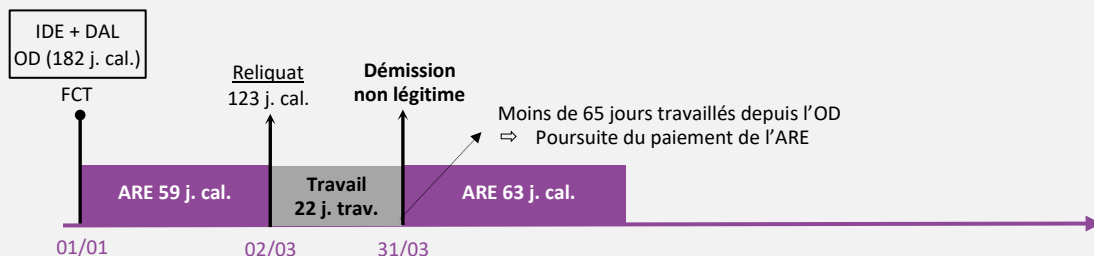 IDE + DAL
OD (182 j. cal.)
FCT
Reliquat
123 j. cal.
Démission
non légitime
Moins de 65 jours travaillés depuis l’OD
⇨ Poursuite du paiement de l’ARE
ARE 59 j. cal.
Travail
22 j. trav.
ARE 63 j. cal.
01/01
02/03
31/03